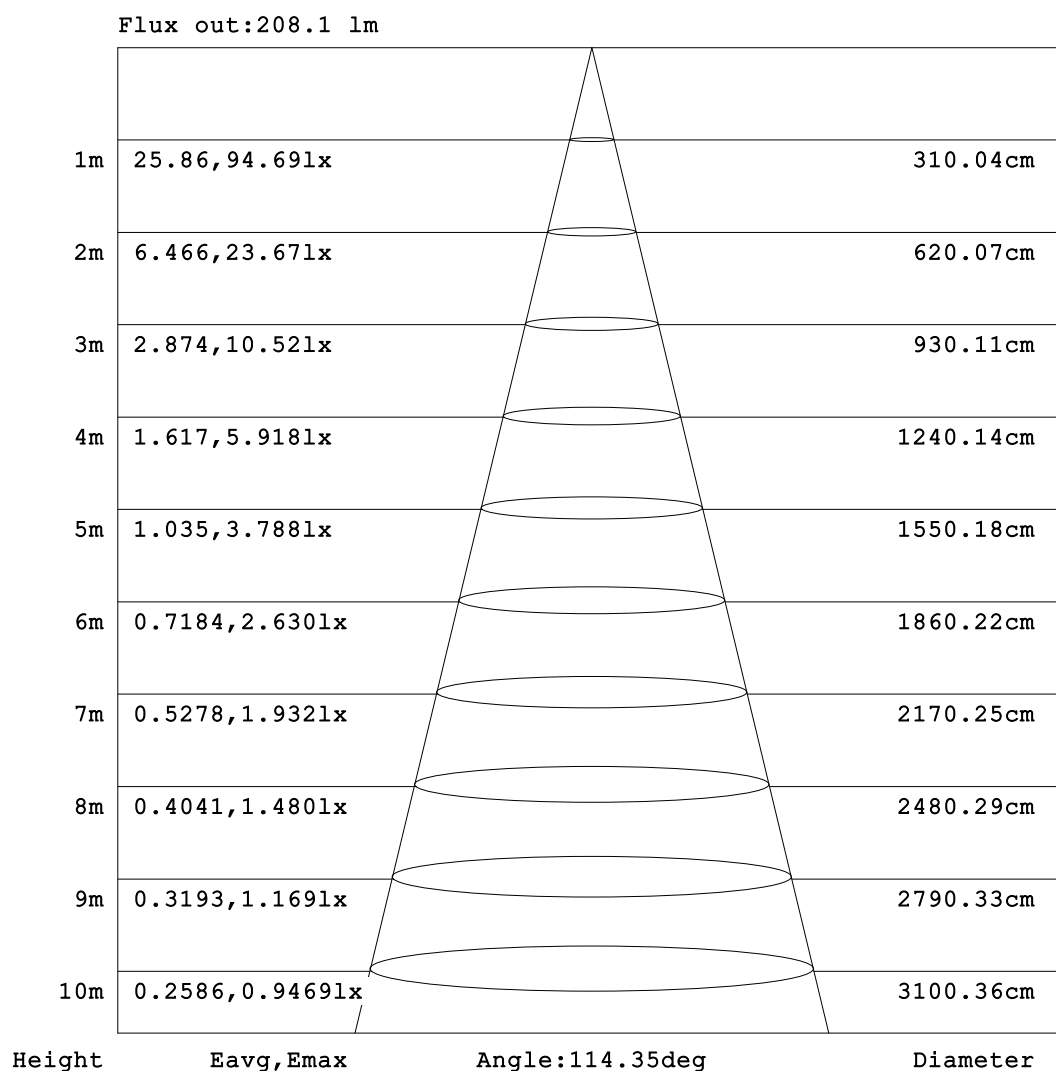 Flux out:208.1 lm
1m 25.86,94.69lx 310.04cm
2m 6.466,23.67lx 620.07cm
3m 2.874,10.52lx 930.11cm
4m 1.617,5.918lx 1240.14cm
5m 1.035,3.788lx 1550.18cm
6m 0.7184,2.630lx 1860.22cm
7m 0.5278,1.932lx 2170.25cm
8m 0.4041,1.480lx 2480.29cm
9m 0.3193,1.169lx 2790.33cm
10m 0.2586,0.9469lx 3100.36cm
Height Eavg,Emax Angle:114.35deg Diameter